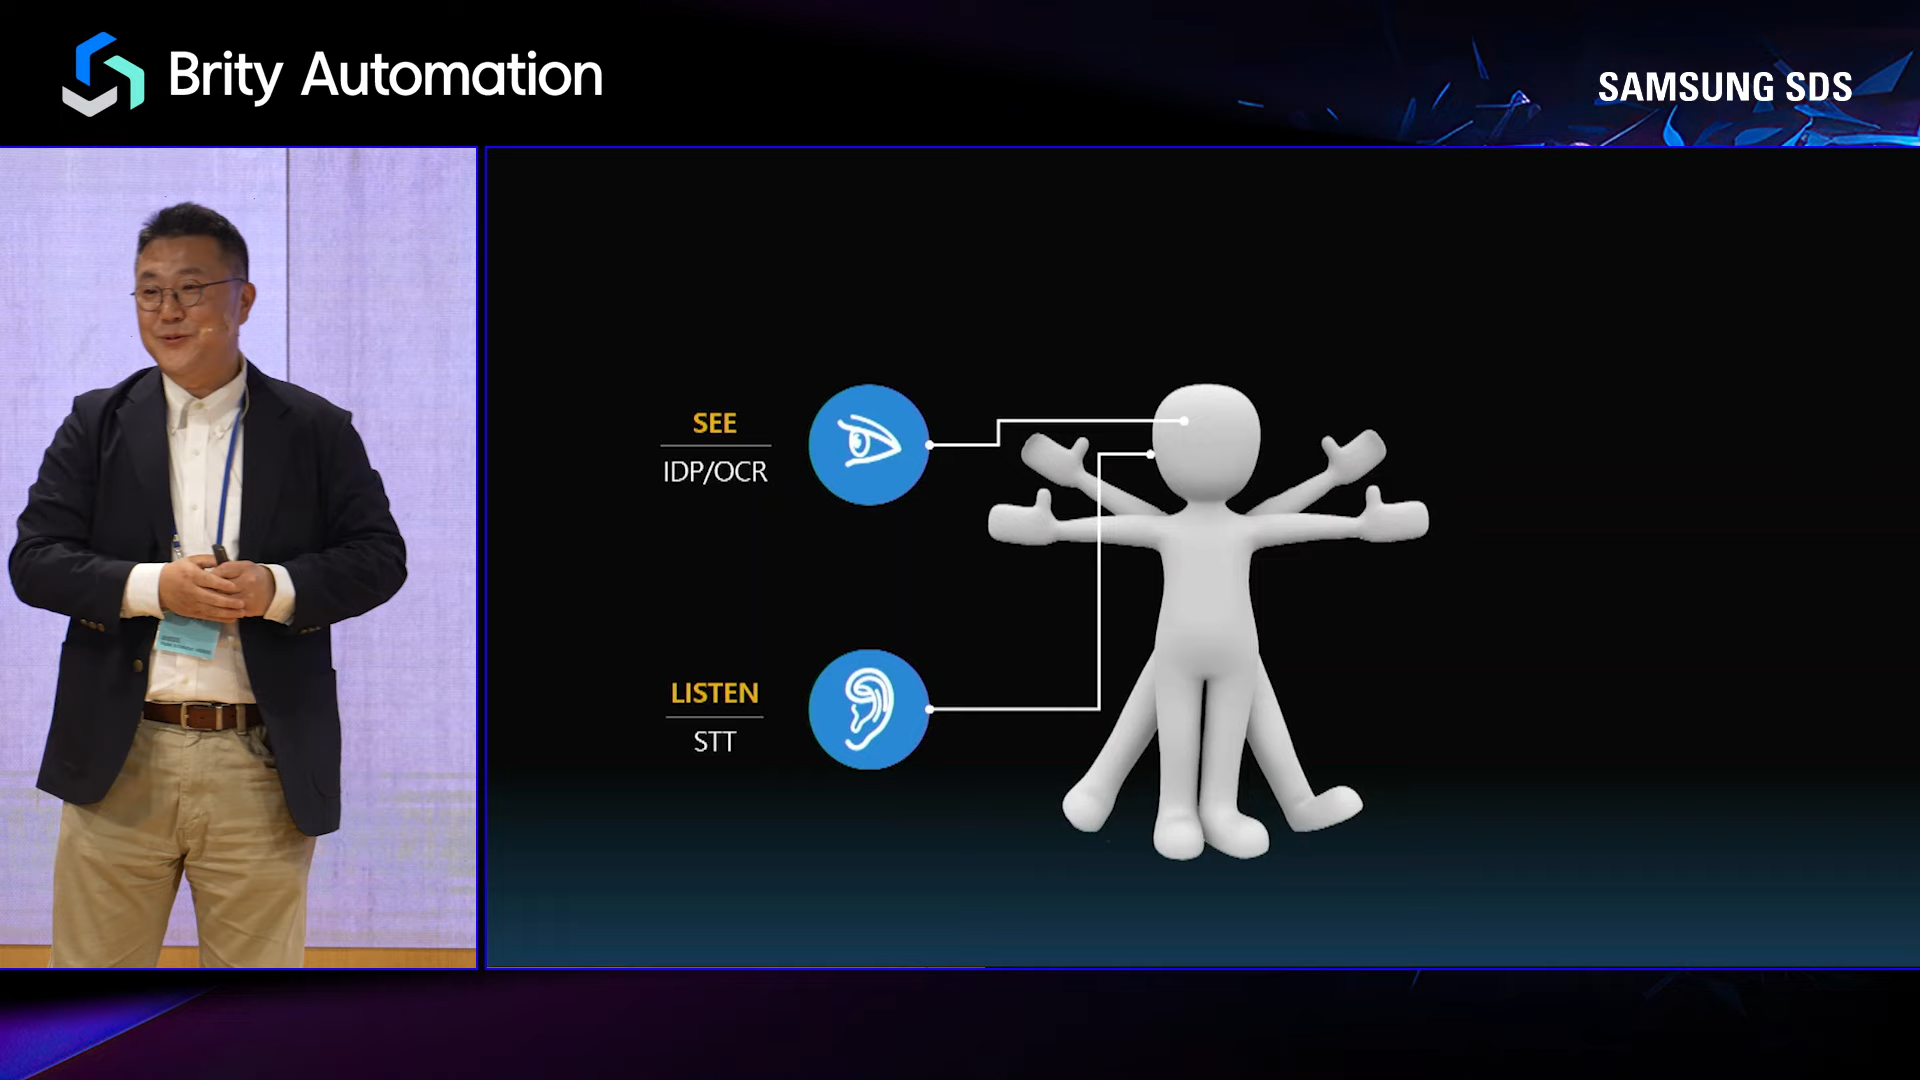 Brity Automation
SAMSUNG SDS
SEE
IDP/OCR
LISTEN
STT